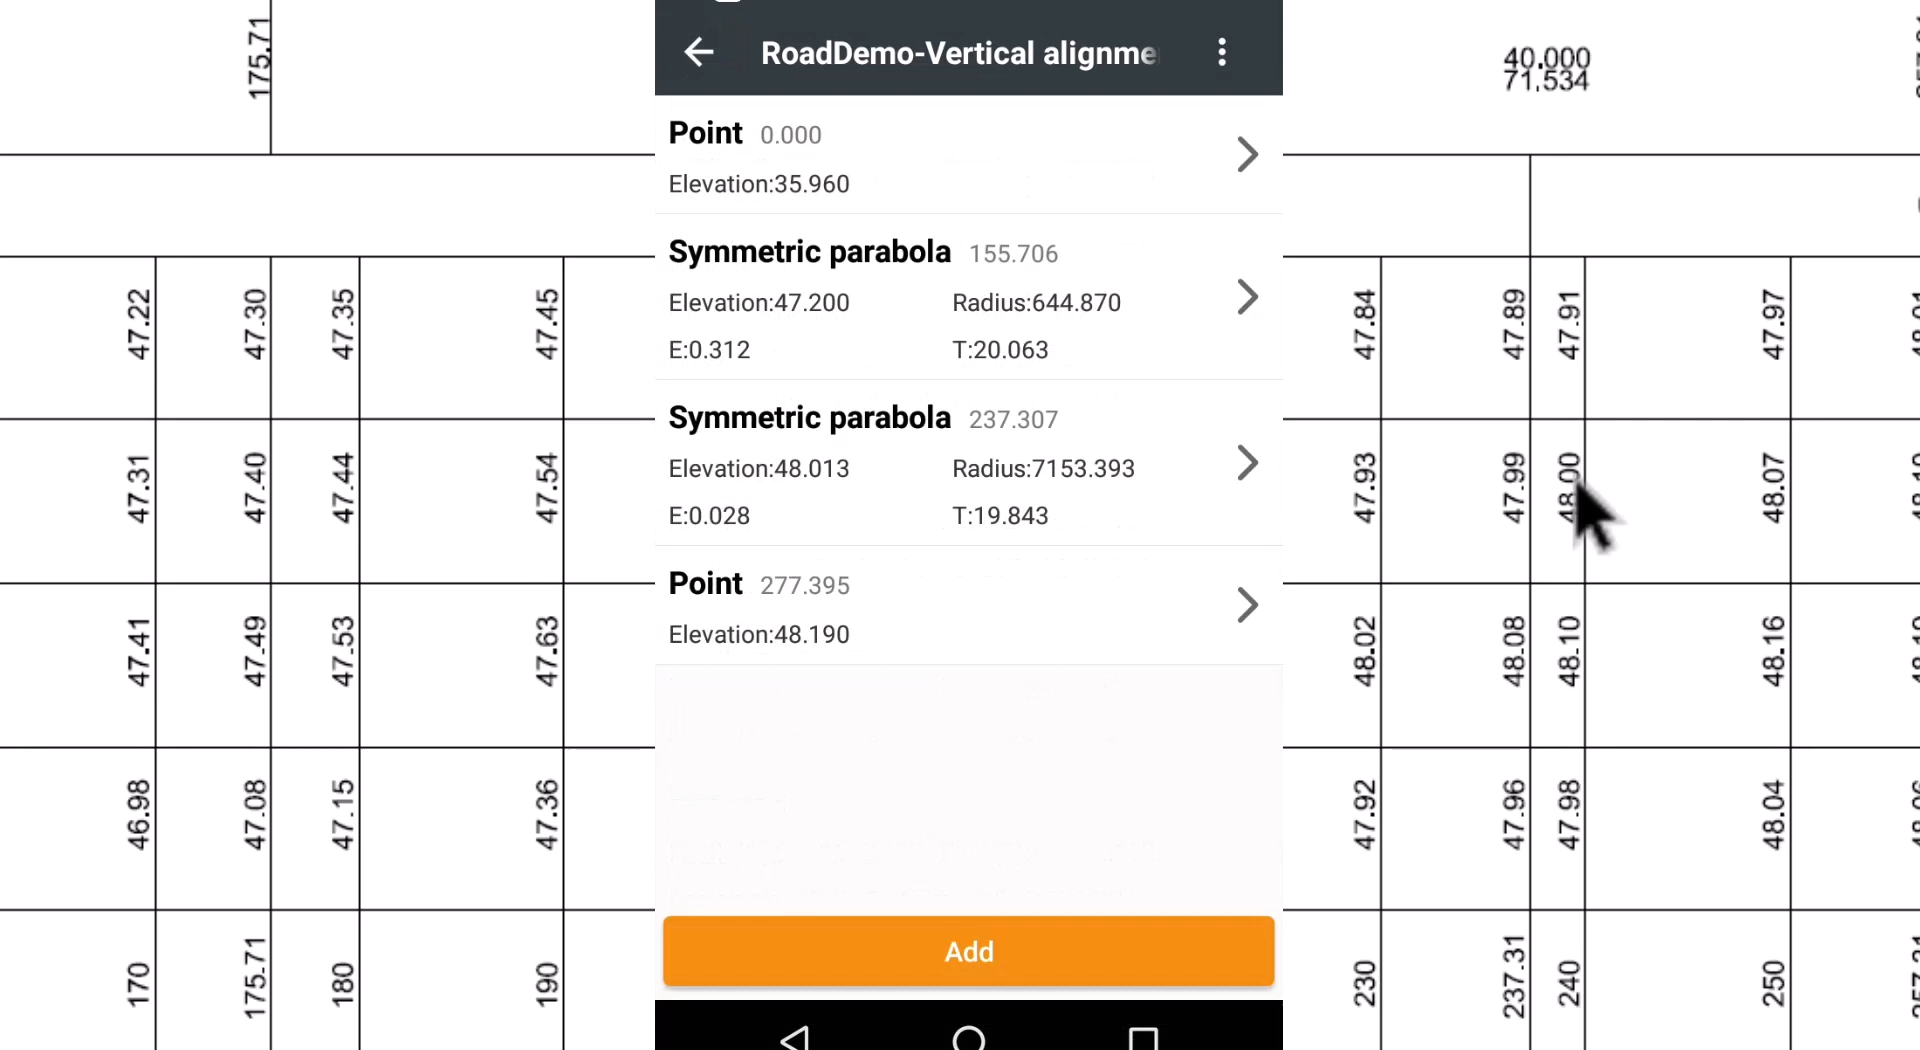 175.71
40.000
71.534
RoadDemo-Vertical alignme
Point 0.000
Elevation:35.960
Symmetric parabola 155.706
Elevation:47.200 Radius:644.870
E:0.312 T:20.063
Symmetric parabola 237.307
Elevation:48.013 Radius:7153.393
E:0.028 T:19.843
Point 277.395
Elevation:48.190
Add
47.22 47.30 47.35 47.45 47.84 47.89 47.91 47.97
47.31 47.40 47.44 47.54 47.93 47.99 48.00 48.07
47.41 47.49 47.53 47.63 48.02 48.08 48.10 48.16
46.98 47.08 47.15 47.36 47.92 47.96 47.98 48.04
170 175.71 180 190 230 237.31 240 250